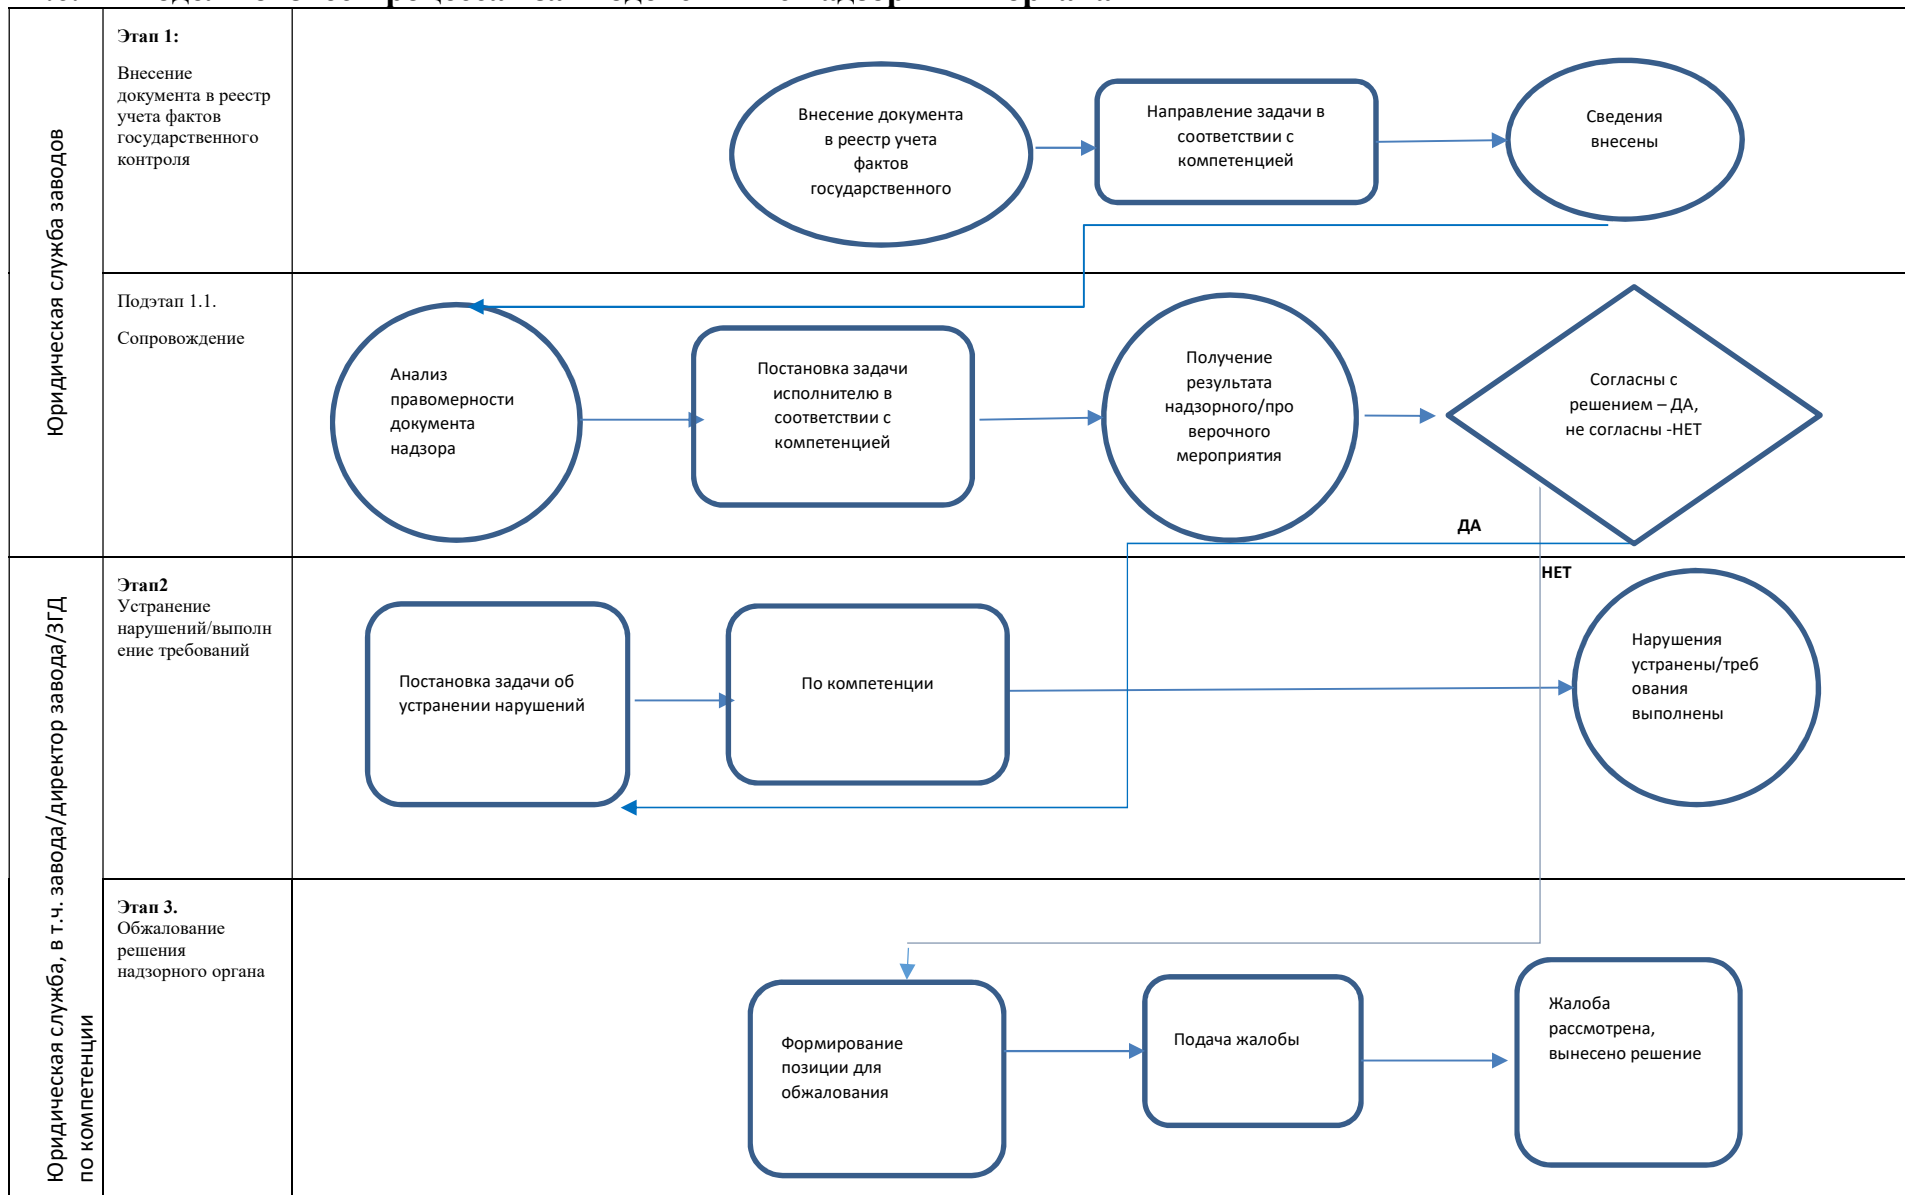 Юридическая служба заводов
Этап 1:
Внесение
документа в реестр
учета фактов
государственного
контроля
Внесение документа
в реестр учета
фактов
государственного
Направление задачи в
соответствии с
компетенцией
Сведения
внесены
Подэтап 1.1.
Сопровождение
Анализ
правомерности
документа
надзора
Постановка задачи
исполнителю в
соответствии с
компетенцией
Получение
результата
надзорного/про
верочного
мероприятия
Согласны с
решением – ДА,
не согласны -НЕТ
ДА
НЕТ
Юридическая служба, в т.ч. завода/директор завода/ЗГД
по компетенции
Этап2
Устранение
нарушений/выполн
ение требований
Постановка задачи об
устранении нарушений
По компетенции
Нарушения
устранены/треб
ования
выполнены
Этап 3.
Обжалование
решения
надзорного органа
Формирование
позиции для
обжалования
Подача жалобы
Жалоба
рассмотрена,
вынесено решение